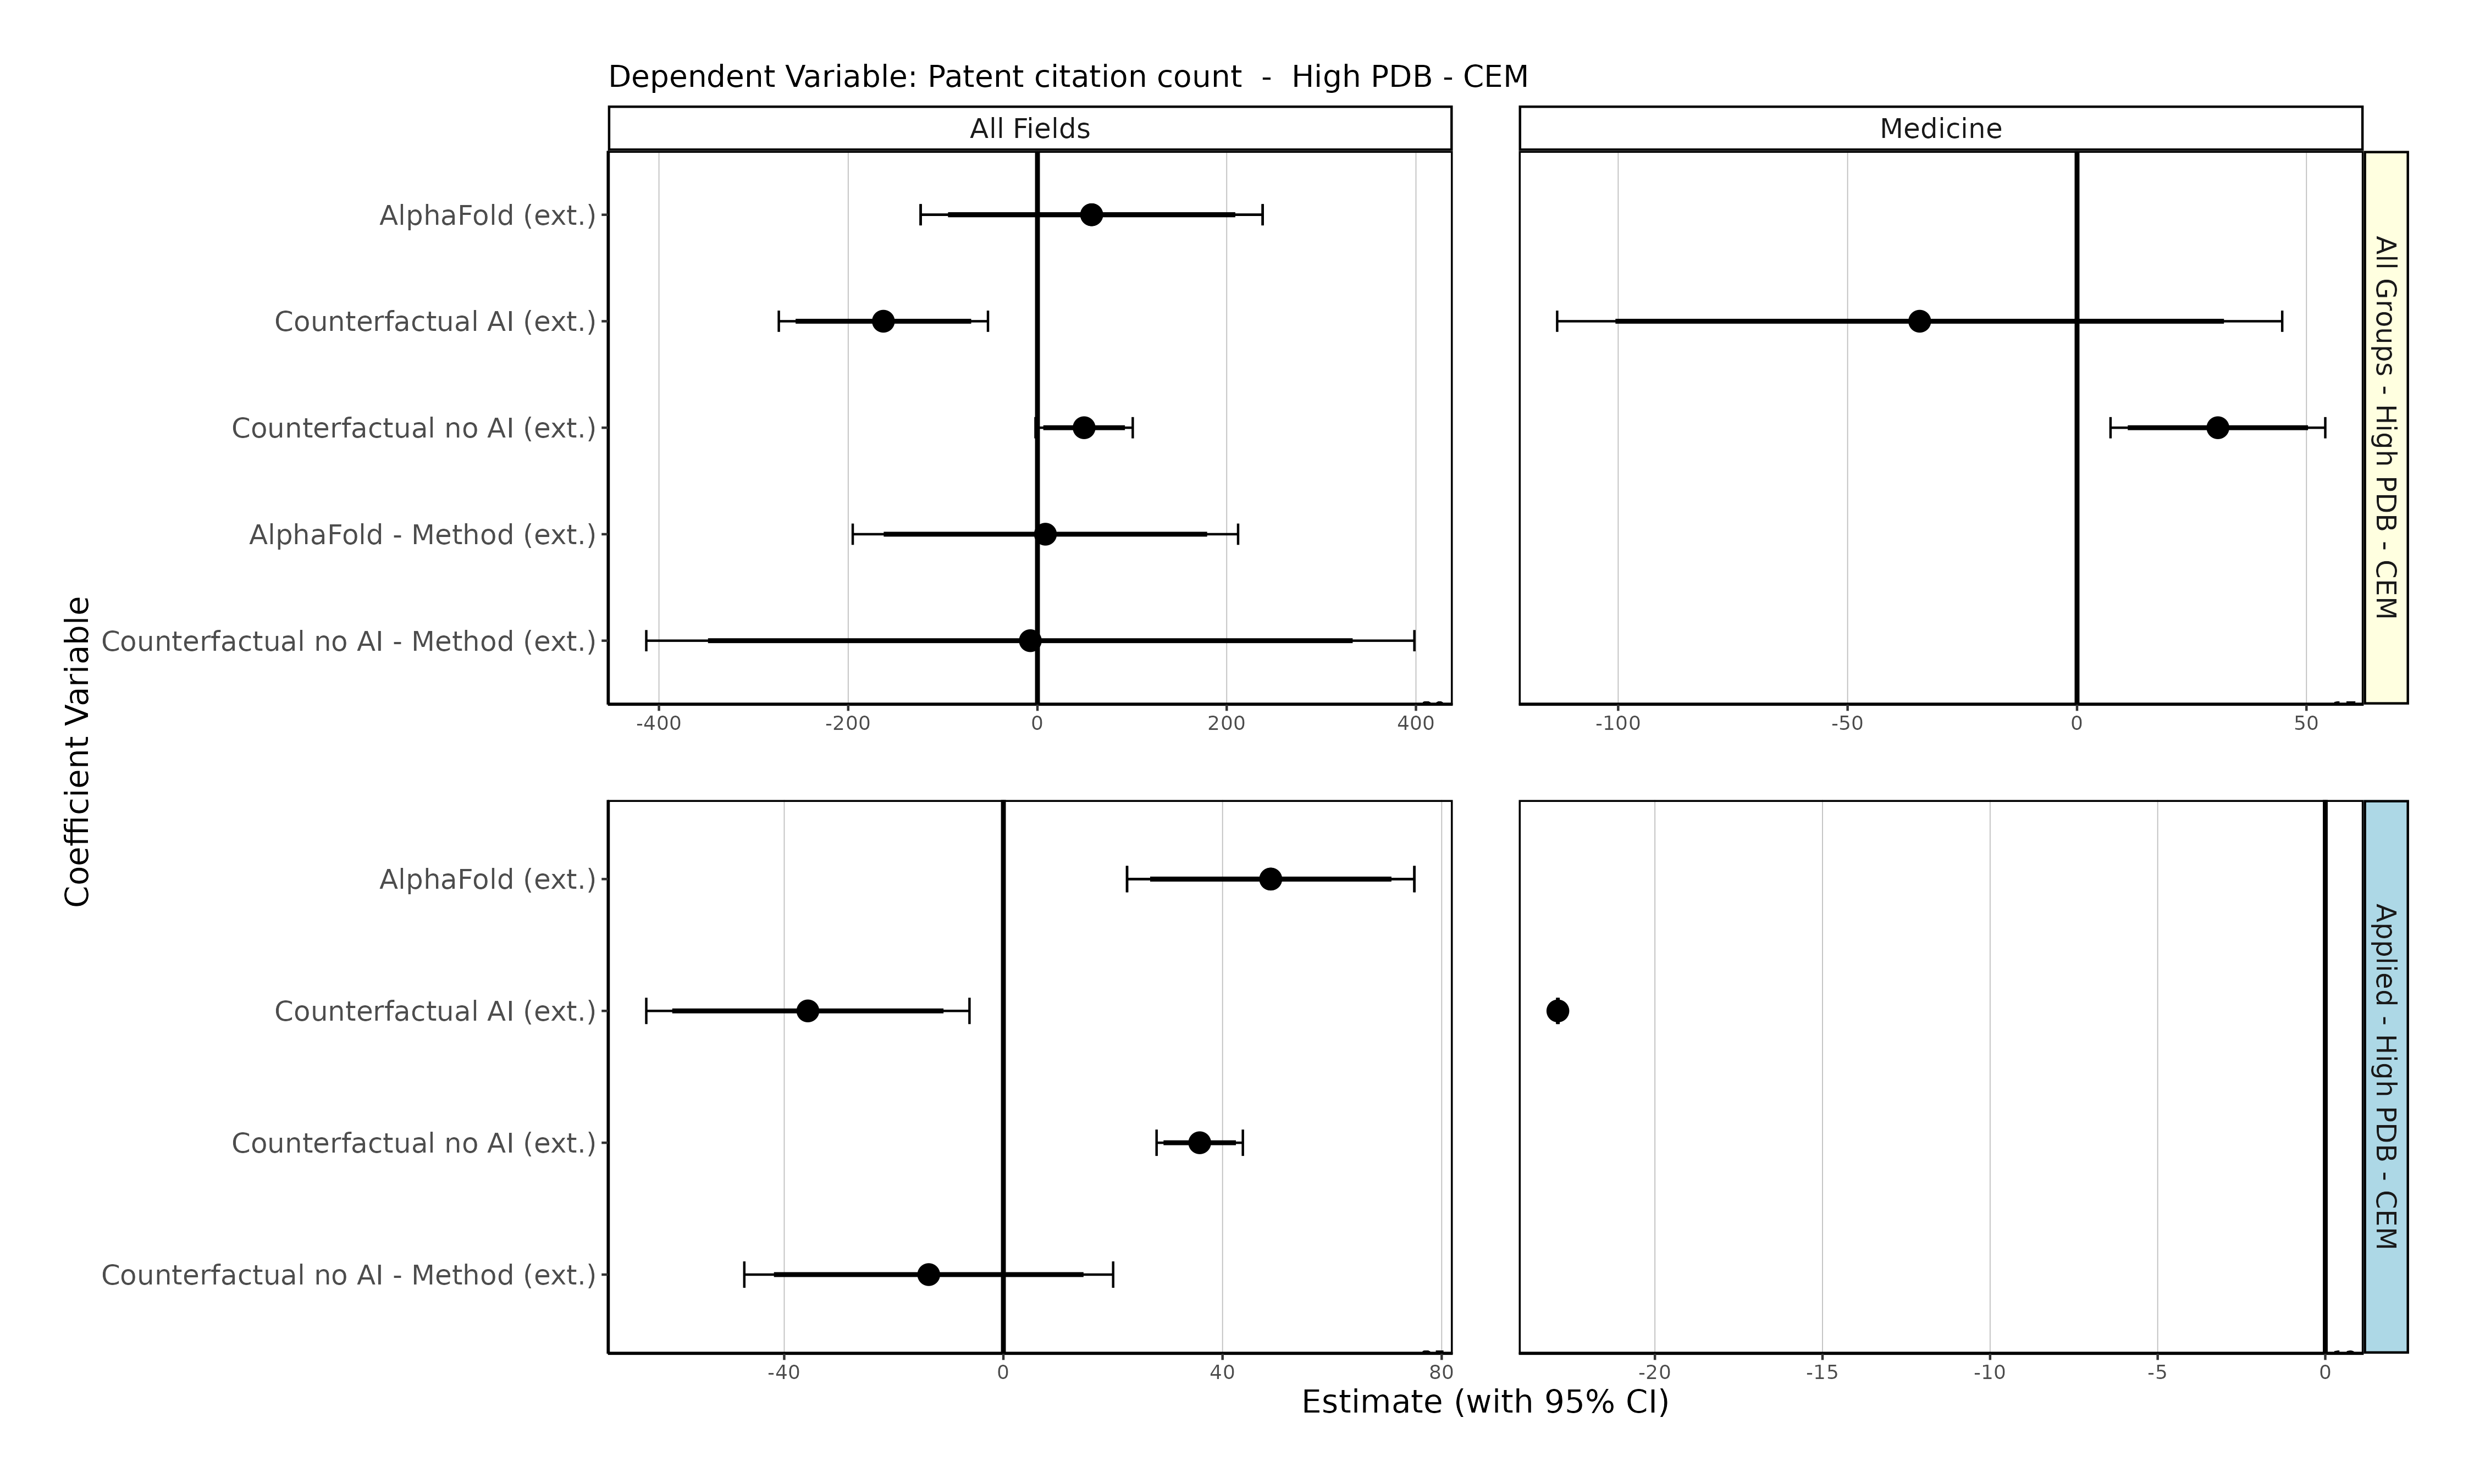 Dependent Variable: Patent citation count  -  High PDB - CEM
All Fields
Medicine
AlphaFold (ext.)
Counterfactual AI (ext.)
Counterfactual no AI (ext.)
AlphaFold - Method (ext.)
Counterfactual no AI - Method (ext.)
-400
-200
0
200
400
-100
-50
0
50
All Groups - High PDB - CEM
Coefficient Variable
AlphaFold (ext.)
Counterfactual AI (ext.)
Counterfactual no AI (ext.)
Counterfactual no AI - Method (ext.)
-40
0
40
80
-20
-15
-10
-5
0
Applied - High PDB - CEM
Estimate (with 95% CI)